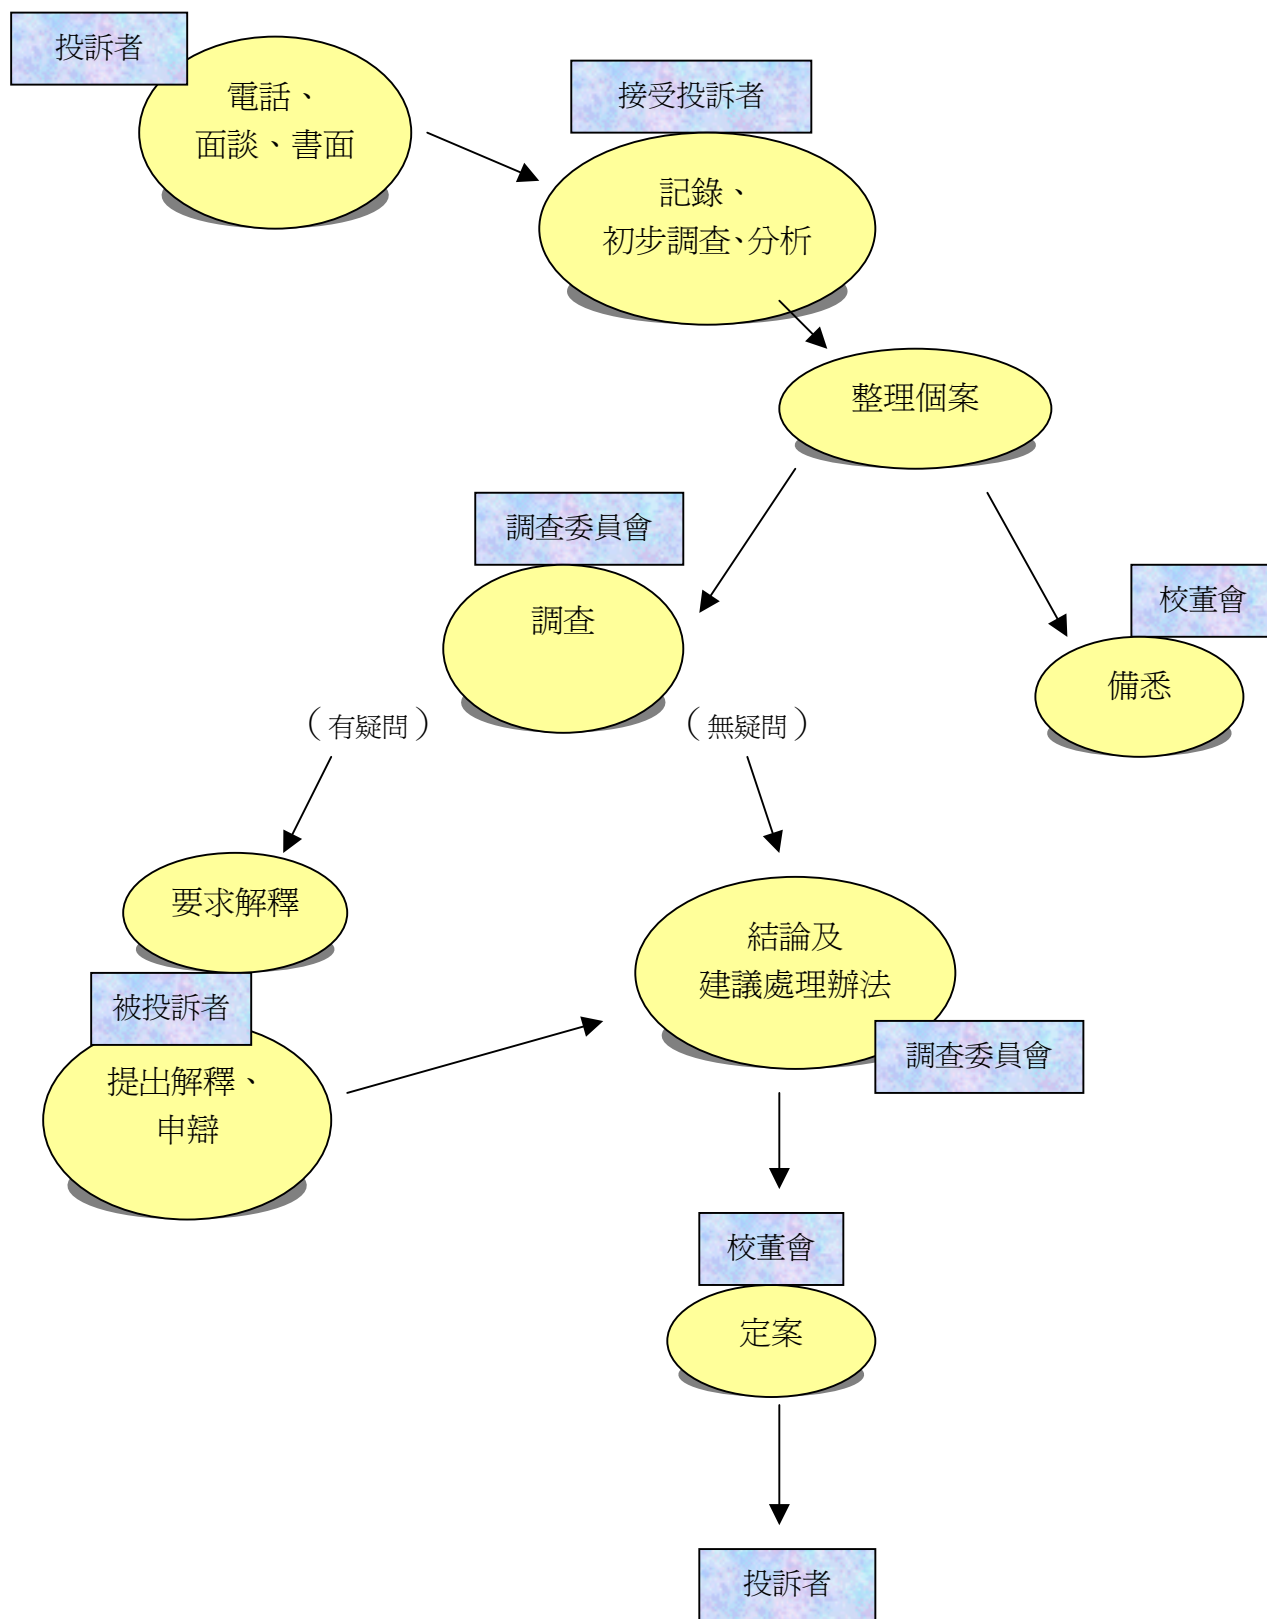 投訴者
電話、
面談、書面
接受投訴者
記錄、
初步調查、分析
整理個案
調查委員會
調查
校董會
備悉
（有疑問）
（無疑問）
要求解釋
被投訴者
提出解釋、
申辯
結論及
建議處理辦法
調查委員會
校董會
定案
投訴者